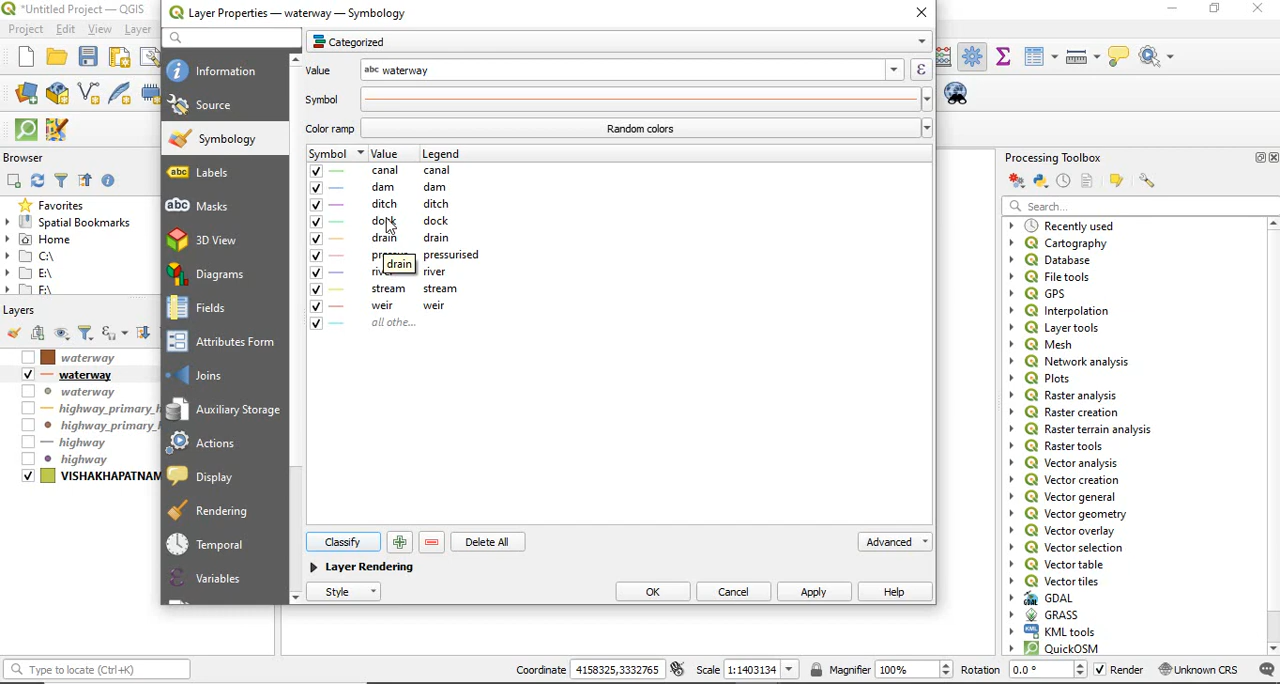 *Untitled Project — QGIS
Project Edit View Layer
Layer Properties — waterway — Symbology
Information
Source
Symbology
Labels
Masks
3D View
Diagrams
Fields
Attributes Form
Joins
Auxiliary Storage
Actions
Display
Rendering
Temporal
Variables
Categorized
Value abc waterway
Symbol
Color ramp Random colors
Symbol Value Legend
canal canal
dam dam
ditch ditch
dock dock
drain drain
pressurised
drain
river
stream stream
weir weir
all othe...
Classify Delete All Advanced
Layer Rendering
Style OK Cancel Apply Help
Browser
Favorites
Spatial Bookmarks
Home
C:\
E:\
F:\
Layers
waterway
waterway
waterway
highway_primary_h
highway_primary_h
highway
highway
VISHAKHAPATNAM
Processing Toolbox
Search...
Recently used
Cartography
Database
File tools
GPS
Interpolation
Layer tools
Mesh
Network analysis
Plots
Raster analysis
Raster creation
Raster terrain analysis
Raster tools
Vector analysis
Vector creation
Vector general
Vector geometry
Vector overlay
Vector selection
Vector table
Vector tiles
GDAL
GRASS
KML tools
QuickOSM
Type to locate (Ctrl+K) Coordinate 4158325,3332765 Scale 1:1403134 Magnifier 100% Rotation 0.0 ° Render Unknown CRS